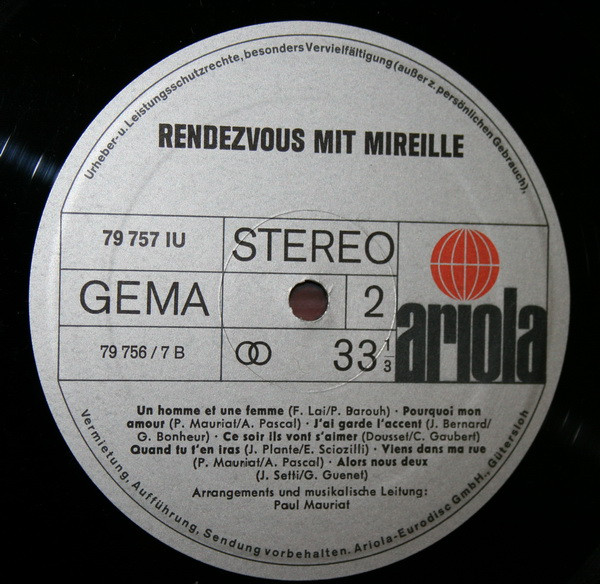 Urheber- u. Leistungsschutzrechte, besonders Vervielfältigung (außer z. persönlichen Gebrauch),
RENDEZVOUS MIT MIREILLE
79 757 IU
STEREO
GEMA
2
ariola
79 756 / 7 B
33 1/3
Un homme et une femme (F. Lai/P. Barouh) · Pourquoi mon
amour (P. Mauriat/A. Pascal) · J'ai garde l'accent (J. Bernard/
G. Bonheur) · Ce soir ils vont s'aimer (Doussef/C. Gaubert)
Quand tu t'en iras (J. Plante/E. Sciozilli) · Viens dans ma rue
(P. Mauriat/A. Pascal) · Alors nous deux
(J. Setti/G. Guenet)
Arrangements und musikalische Leitung:
Paul Mauriat
Vermietung, Aufführung, Sendung vorbehalten. Ariola-Eurodisc GmbH., Gütersloh